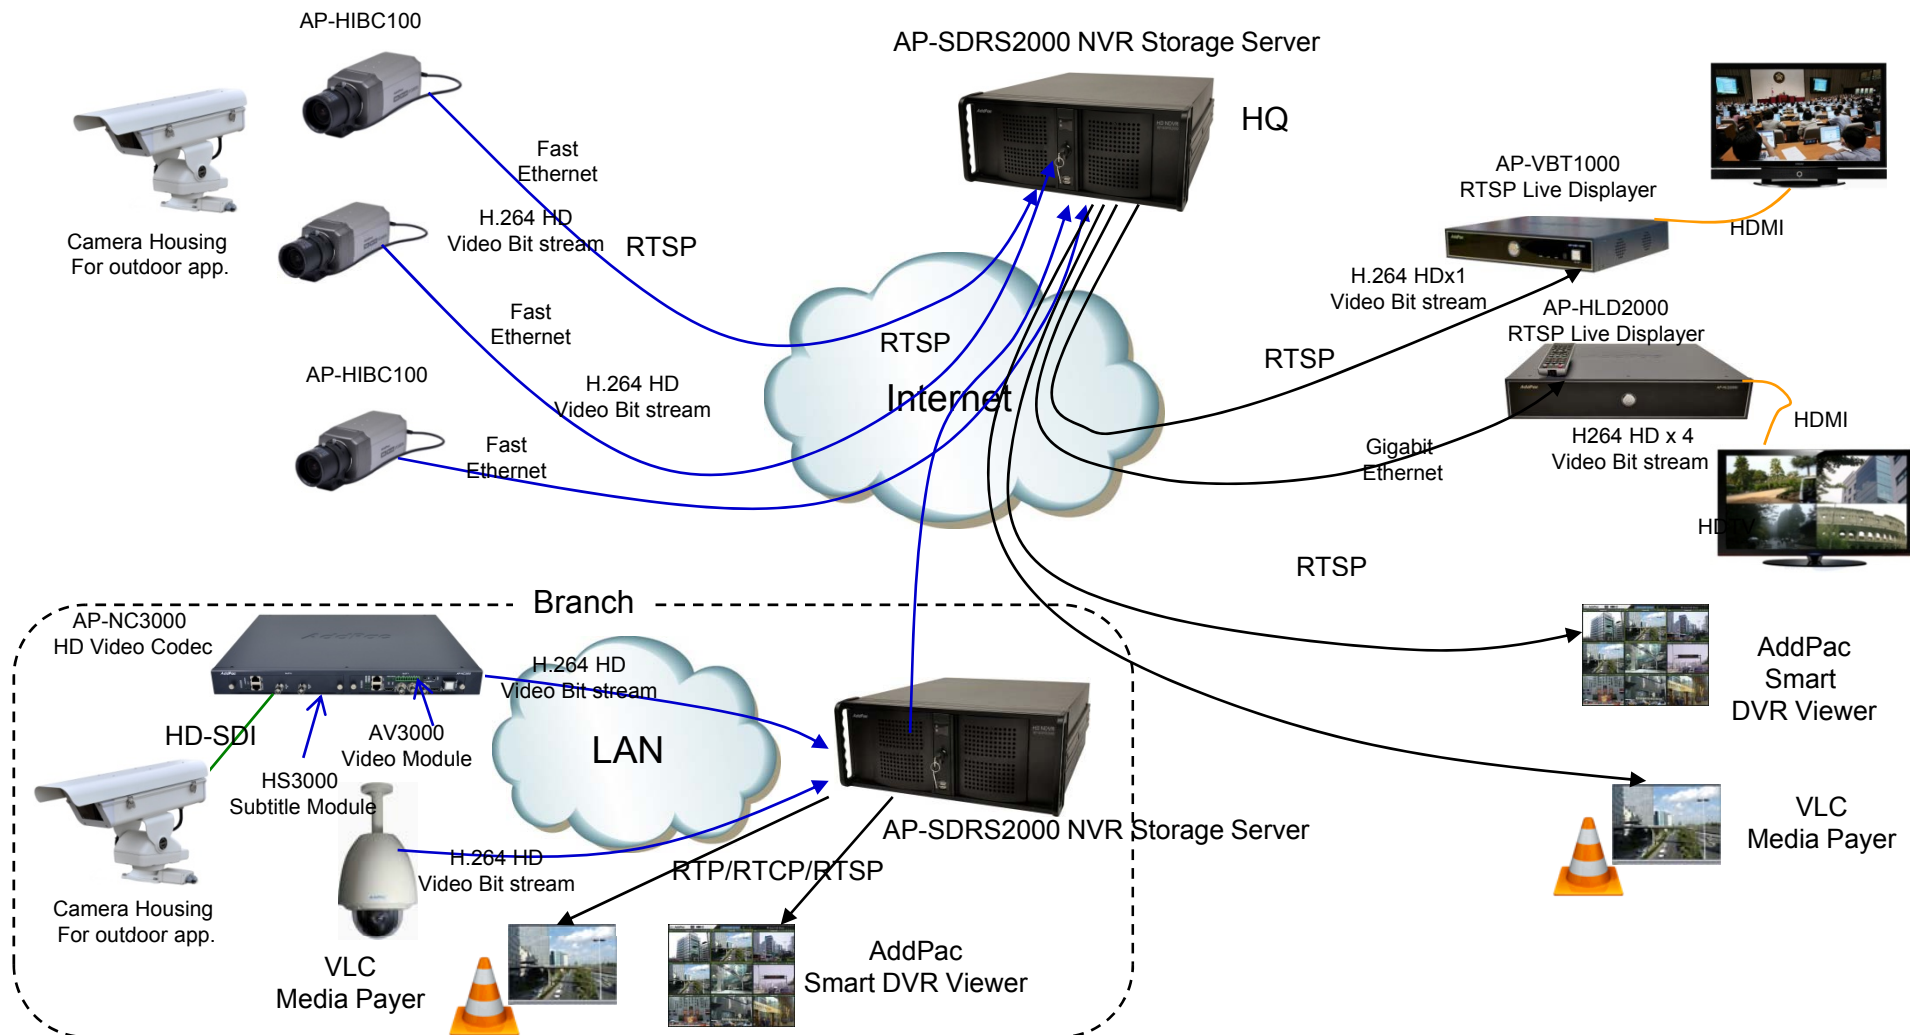 AP-HIBC100
AP-SDRS2000 NVR Storage Server
HQ
Fast
Ethernet
AP-VBT1000
RTSP Live Displayer
Camera Housing
For outdoor app.
H.264 HD
Video Bit stream
RTSP
HDMI
H.264 HDx1
Video Bit stream
Fast
Ethernet
AP-HLD2000
RTSP Live Displayer
RTSP
RTSP
AP-HIBC100
H.264 HD
Video Bit stream
Internet
AddPac
HDMI
Fast
Ethernet
Gigabit
Ethernet
H264 HD x 4
Video Bit stream
HDTV
RTSP
Branch
AP-NC3000
HD Video Codec
AddPac
H.264 HD
Video Bit stream
AddPac
Smart
DVR Viewer
HD-SDI
AV3000
Video Module
LAN
HS3000
Subtitle Module
AP-SDRS2000 NVR Storage Server
VLC
Media Payer
H.264 HD
Video Bit stream
RTP/RTCP/RTSP
Camera Housing
For outdoor app.
VLC
Media Payer
AddPac
Smart DVR Viewer